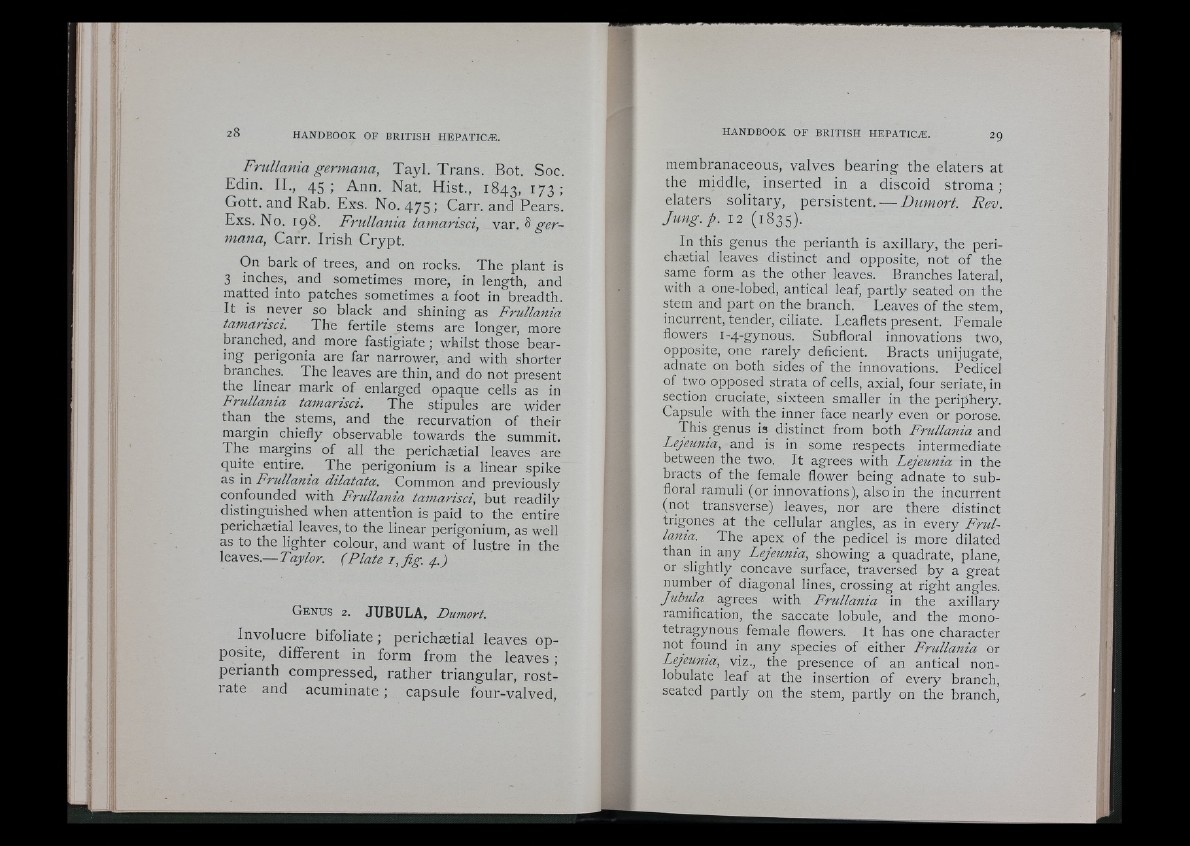 28 HANDBOOK OF BRITISH HEPATICÆ.
Frullania germana, Tayl. Trans. Bot. Soc.
Edin. II., 45 ; Ann. Nat. Hist., 1843, 173 ;
Gott. and Rab. Exs. No. 475 ; Carr. and Pears.
Exs. No. 198. Frullania tamarisci, var. δ ger-
mana, Carr. Irish Crypt.
On bark of trees, and on rocks. The plant is
3 inches, and sometimes more, in length, and
matted into patches sometimes a foot in breadth.
It is never so black and shining as Frullania
tamarisci. The fertile stems are longer, more
branched, and more fastigiate ; whilst those bear-
ing perigonia are far narrower, and with shorter
branches. The leaves are thin, and do not present
the linear mark of enlarged opaque cells as in
Frullania tamarisci. The stipules are wider
than the stems, and the recurvation of their
margin chiefly observable towards the summit.
The margins of all the perichætial leaves are
quite entire. The perigonium is a linear spike
as in Frullania dilatata. Common and previously
confounded with Frullania tamarisci, but readily
distinguished when attention is paid to the entire
perichætial leaves, to the linear perigonium, as well
as to the lighter colour, and want of lustre in the
leaves.—Taylor. (Plate 1, fig. 4.)
GENUS 2. JUBULA, Dumort.
Involucre bifoliate ; perichætial leaves op-
posite, different in form from the leaves ;
perianth compressed, rather triangular, rost-
rate and acuminate ; capsule four-valved,
HANDBOOK OF BRITISH HEPATICÆ. 29
membranaceous, valves bearing the elaters at
the middle, inserted in a discoid stroma ;
elaters solitary, persistent.—Dumort. Rev.
Jung. p. 12 (1835).
In this genus the perianth is axillary, the peri-
chætial leaves distinct and opposite, not of the
same form as the other leaves. Branches lateral,
with a one-lobed, antical leaf, partly seated on the
stem and part on the branch. Leaves of the stem,
incurrent, tender, ciliate. Leaflets present. Female
flowers 1-4-gynous. Subfloral innovations two,
opposite, one rarely deficient. Bracts unijugate,
adnate on both sides of the innovations. Pedicel
of two opposed strata of cells, axial, four seriate, in
section cruciate, sixteen smaller in the periphery.
Capsule with the inner face nearly even or porose.
This genus is distinct from both Frullania and
Lejeunia, and is in some respects intermediate
between the two. It agrees with Lejeunia in the
bracts of the female flower being adnate to sub-
floral ramuli (or innovations), also in the incurrent
(not transverse) leaves, nor are there distinct
trigones at the cellular angles, as in every Frul-
lania. The apex of the pedicel is more dilated
than in any Lejeunia, showing a quadrate, plane,
or slightly concave surface, traversed by a great
number of diagonal lines, crossing at right angles.
Jubula agrees with Frullania in the axillary
ramification, the saccate lobule, and the mono-
tetragynous female flowers. It has one character
not found in any species of either Frullania or
Lejeunia, viz., the presence of an antical non-
lobulate leaf at the insertion of every branch,
seated partly on the stem, partly on the branch,